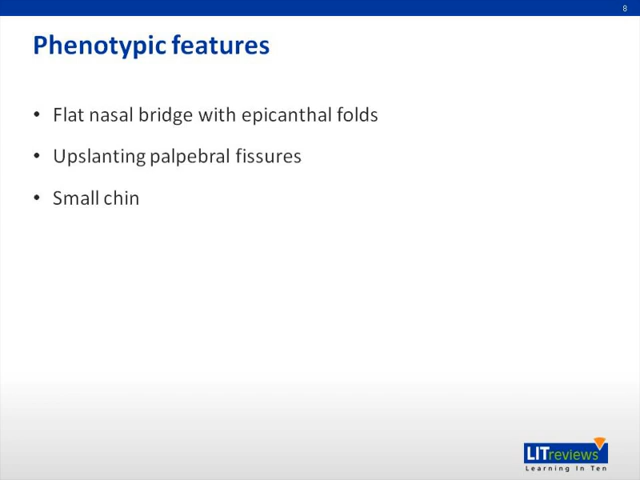 8
Phenotypic features
• Flat nasal bridge with epicanthal folds
• Upslanting palpebral fissures
• Small chin
LITreviews
Learning In Ten